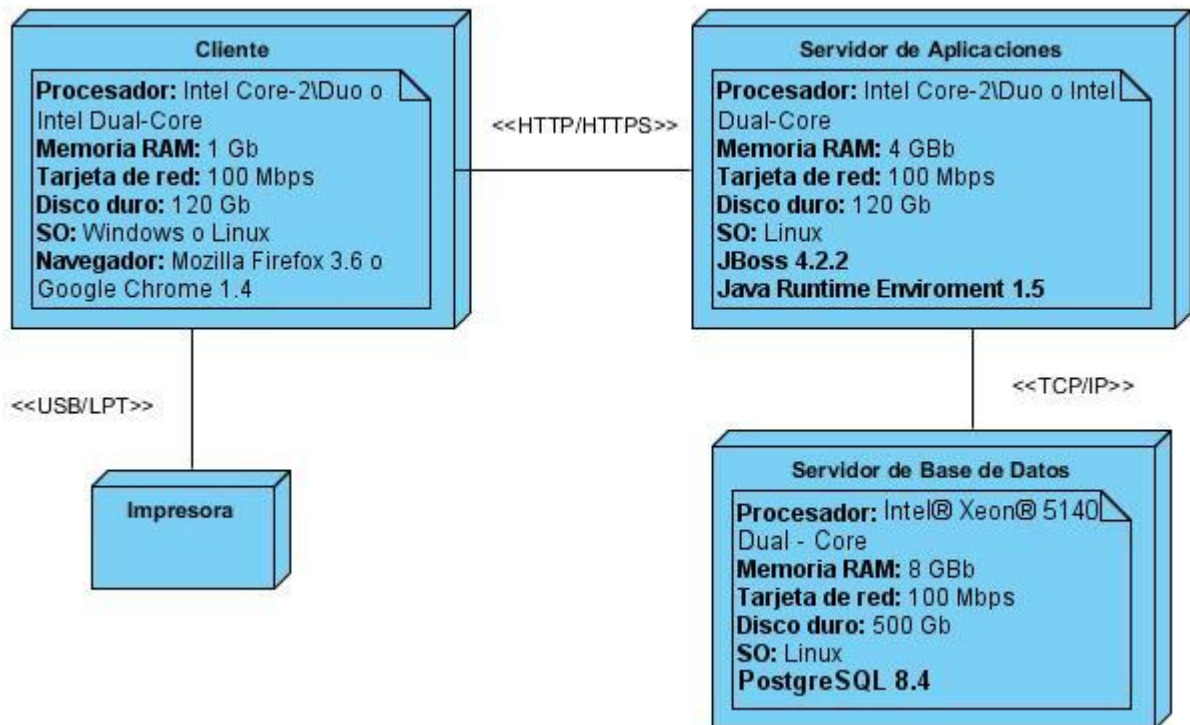 Cliente
Procesador: Intel Core-2\Duo o
Intel Dual-Core
Memoria RAM: 1 Gb
Tarjeta de red: 100 Mbps
Disco duro: 120 Gb
SO: Windows o Linux
Navegador: Mozilla Firefox 3.6 o
Google Chrome 1.4
<<HTTP/HTTPS>>
Servidor de Aplicaciones
Procesador: Intel Core-2\Duo o Intel
Dual-Core
Memoria RAM: 4 GBb
Tarjeta de red: 100 Mbps
Disco duro: 120 Gb
SO: Linux
JBoss 4.2.2
Java Runtime Enviroment 1.5
<<USB/LPT>>
<<TCP/IP>>
Impresora
Servidor de Base de Datos
Procesador: Intel® Xeon® 5140
Dual - Core
Memoria RAM: 8 GBb
Tarjeta de red: 100 Mbps
Disco duro: 500 Gb
SO: Linux
PostgreSQL 8.4